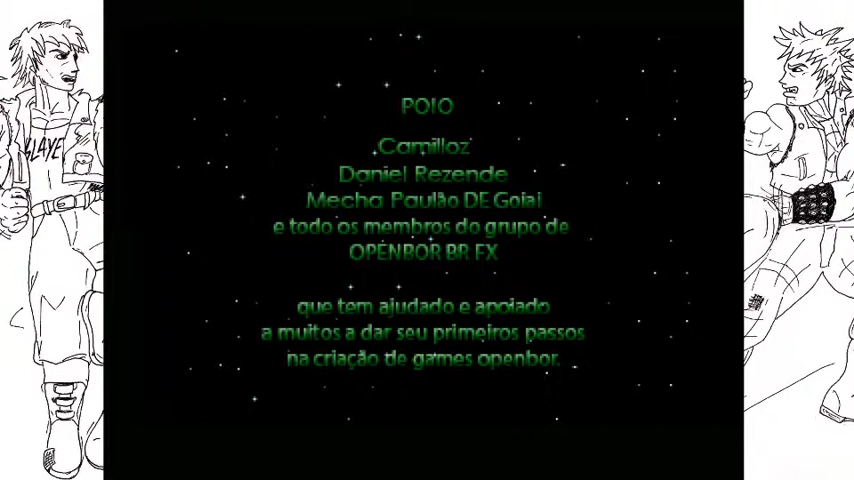 POIO
Camilloz
Daniel Rezende
Mecha Paulão DE Goiai
e todo os membros do grupo de
OPENBOR BR FX
que tem ajudado e apoiado
a muitos a dar seu primeiros passos
na criação de games openbor.
SLAYE